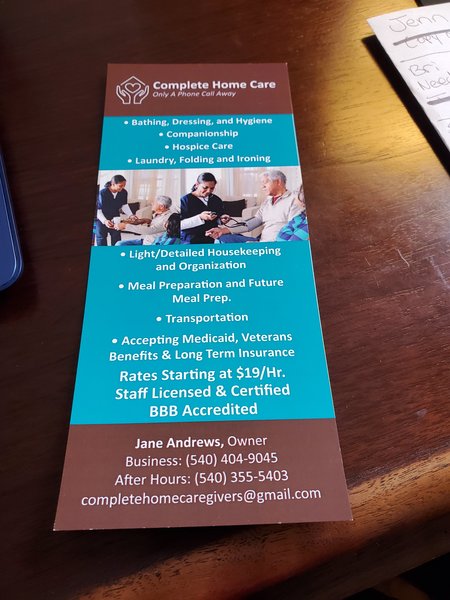 Complete Home Care
Only A Phone Call Away
• Bathing, Dressing, and Hygiene
• Companionship
• Hospice Care
• Laundry, Folding and Ironing
• Light/Detailed Housekeeping
and Organization
• Meal Preparation and Future
Meal Prep.
• Transportation
• Accepting Medicaid, Veterans
Benefits & Long Term Insurance
Rates Starting at $19/Hr.
Staff Licensed & Certified
BBB Accredited
Jane Andrews, Owner
Business: (540) 404-9045
After Hours: (540) 355-5403
completehomecaregivers@gmail.com
Jenn
Bri